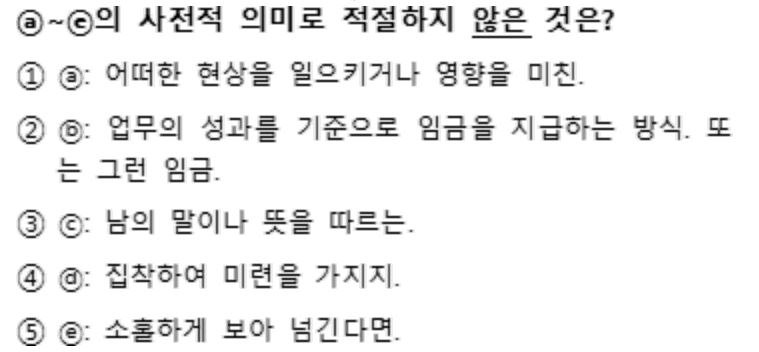 ⓐ~ⓔ의 사전적 의미로 적절하지 않은 것은?
① ⓐ: 어떠한 현상을 일으키거나 영향을 미친.
② ⓑ: 업무의 성과를 기준으로 임금을 지급하는 방식. 또
는 그런 임금.
③ ⓒ: 남의 말이나 뜻을 따르는.
④ ⓓ: 집착하여 미련을 가지지.
⑤ ⓔ: 소홀하게 보아 넘긴다면.